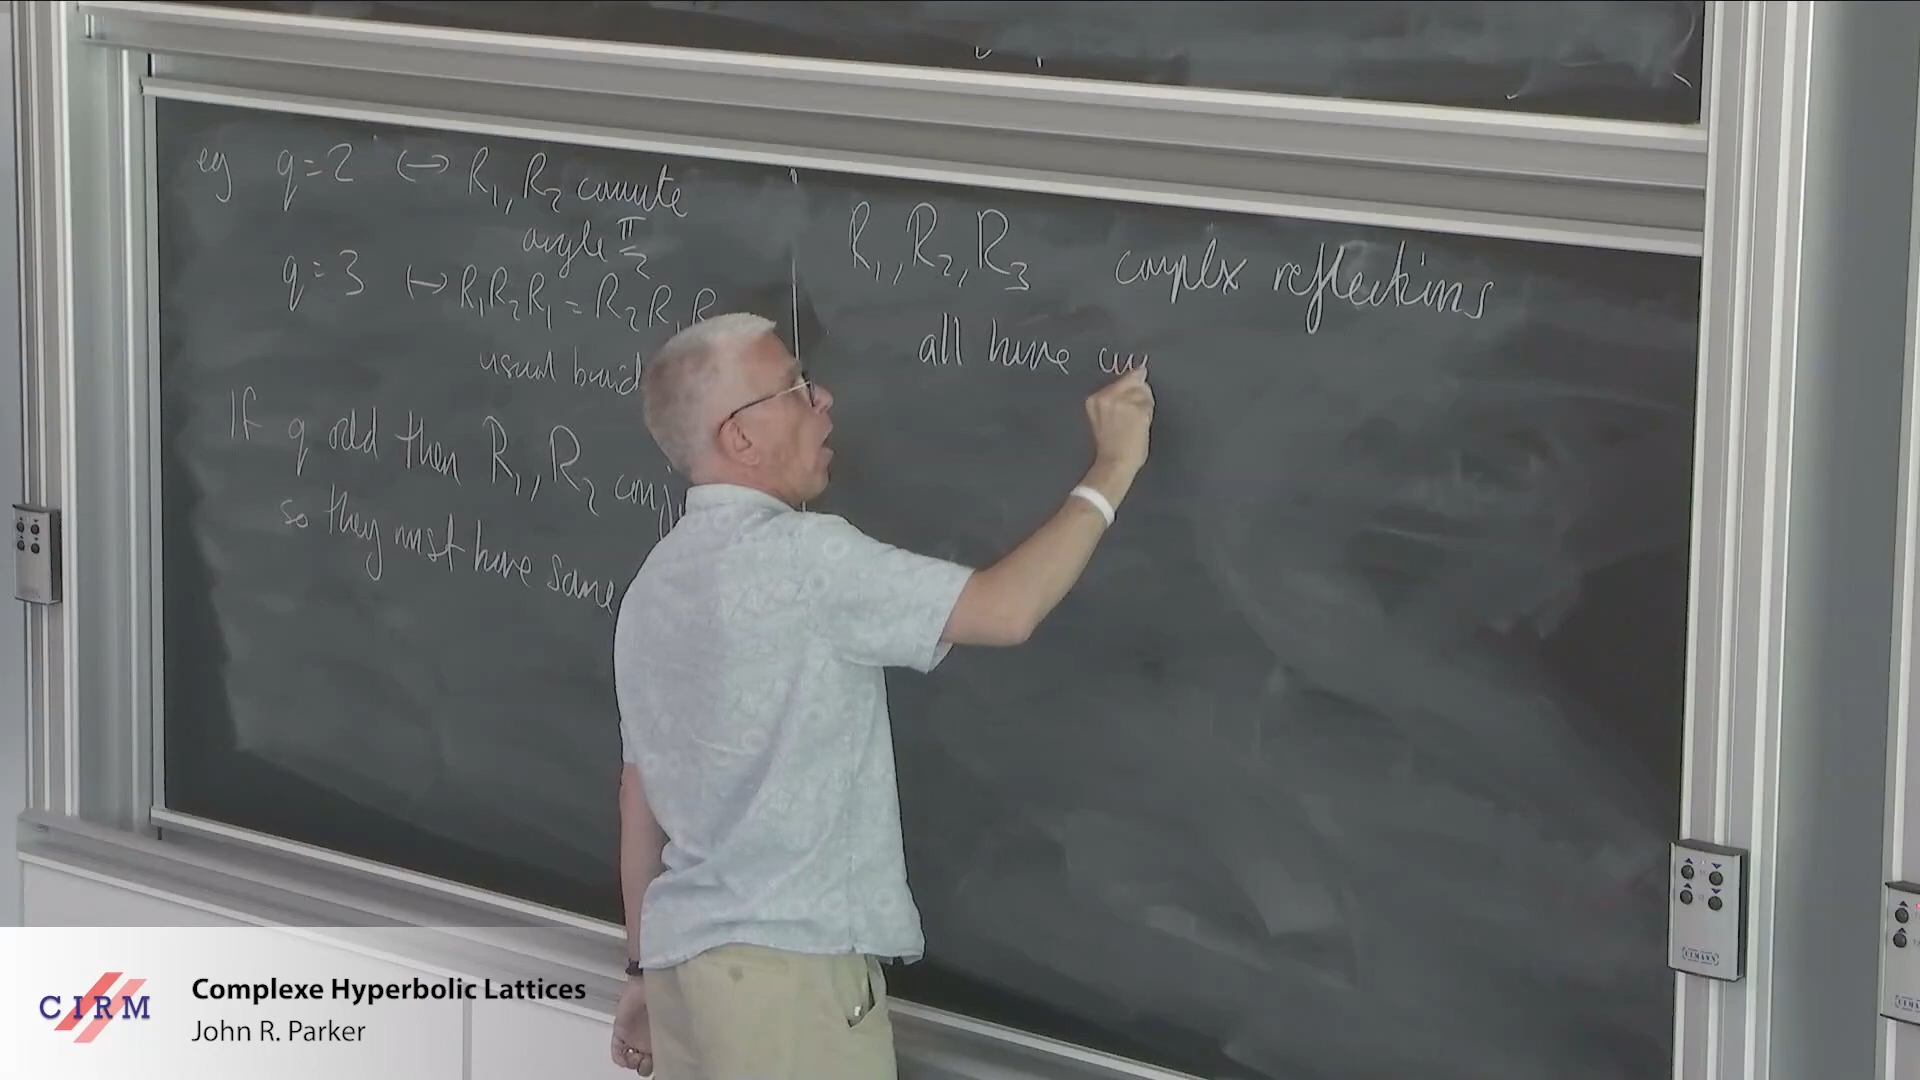 eg q=2 ↔ R₁, R₂ commute
angle π/2
q=3 ↔ R₁R₂R₁ = R₂R₁R
usual braid
If q odd then R₁, R₂ conj
so they must have same
R₁, R₂, R₃ complex reflections
all have
CIRM
Complexe Hyperbolic Lattices
John R. Parker